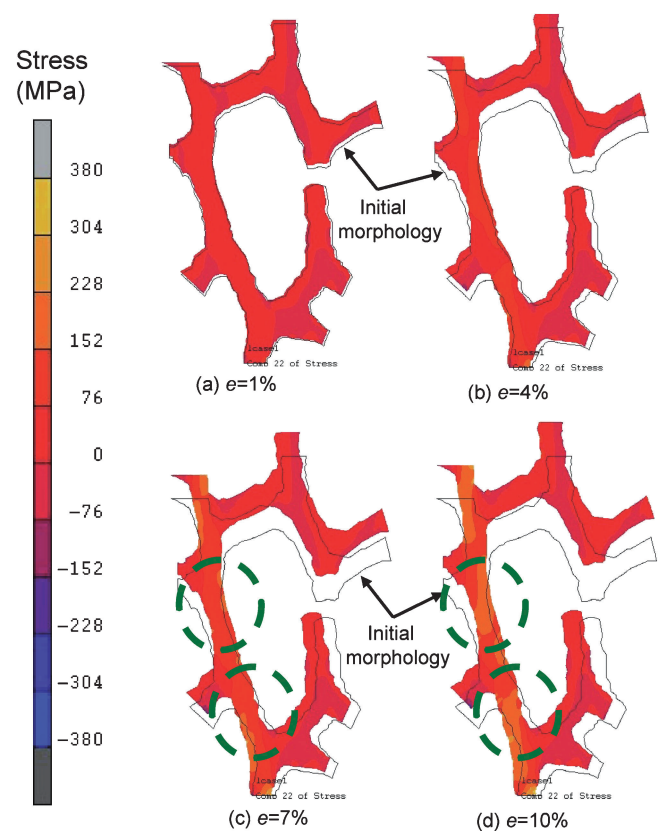 Stress
(MPa)
380
304
228
152
76
0
-76
-152
-228
-304
-380
Initial
morphology
lcase1
Comp 22 of Stress
(a) e=1%
lcase1
Comp 22 of Stress
(b) e=4%
Initial
morphology
lcase1
Comp 22 of Stress
(c) e=7%
lcase1
Comp 22 of Stress
(d) e=10%